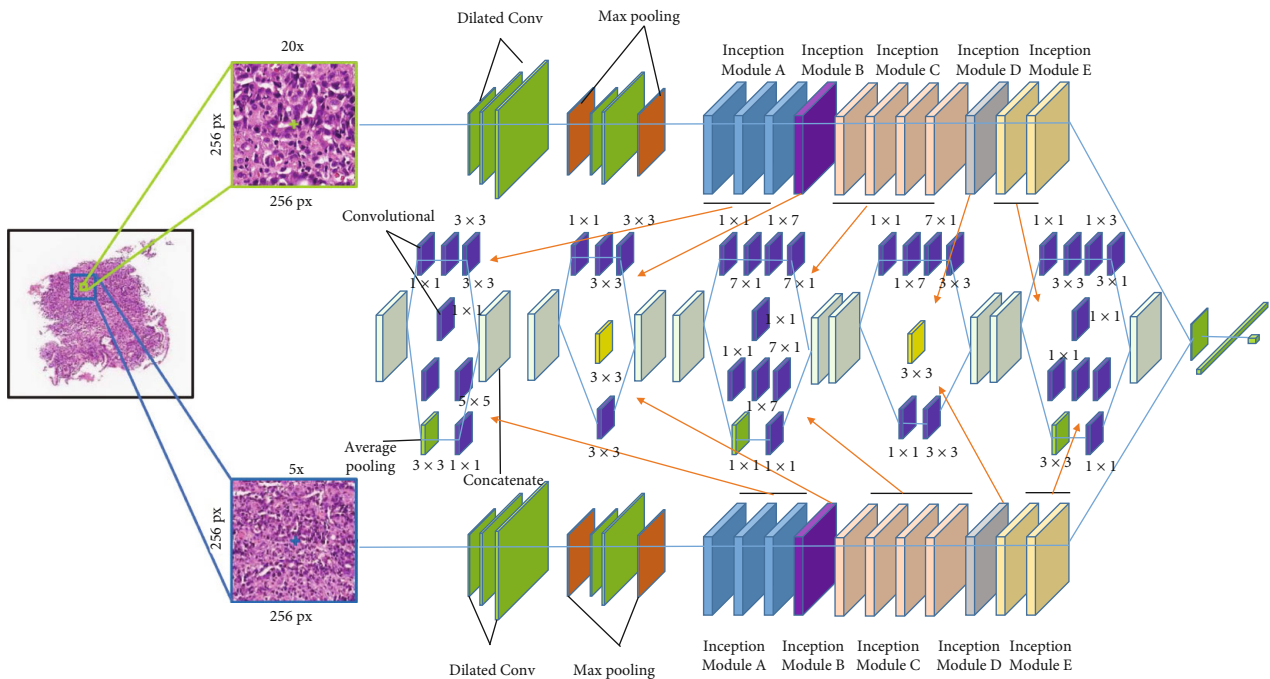 Dilated Conv
Max pooling
20x
256 px
256 px
Inception Module A
Inception Module B
Inception Module C
Inception Module D
Inception Module E
Convolutional
3 × 3
1 × 1
3 × 3
1 × 1
1 × 7
1 × 1
7 × 1
1 × 1
1 × 3
1 × 1
3 × 3
3 × 3
7 × 1
7 × 1
1 × 7
3 × 3
3 × 3
3 × 1
1 × 1
1 × 1
1 × 1
1 × 1
7 × 1
1 × 1
3 × 3
3 × 3
5 × 5
1 × 7
3 × 3
3 × 3
Average pooling
3 × 3
1 × 1
3 × 3
1 × 1
1 × 1
1 × 1
3 × 3
3 × 3
1 × 1
Concatenate
5x
256 px
256 px
Dilated Conv
Max pooling
Inception Module A
Inception Module B
Inception Module C
Inception Module D
Inception Module E